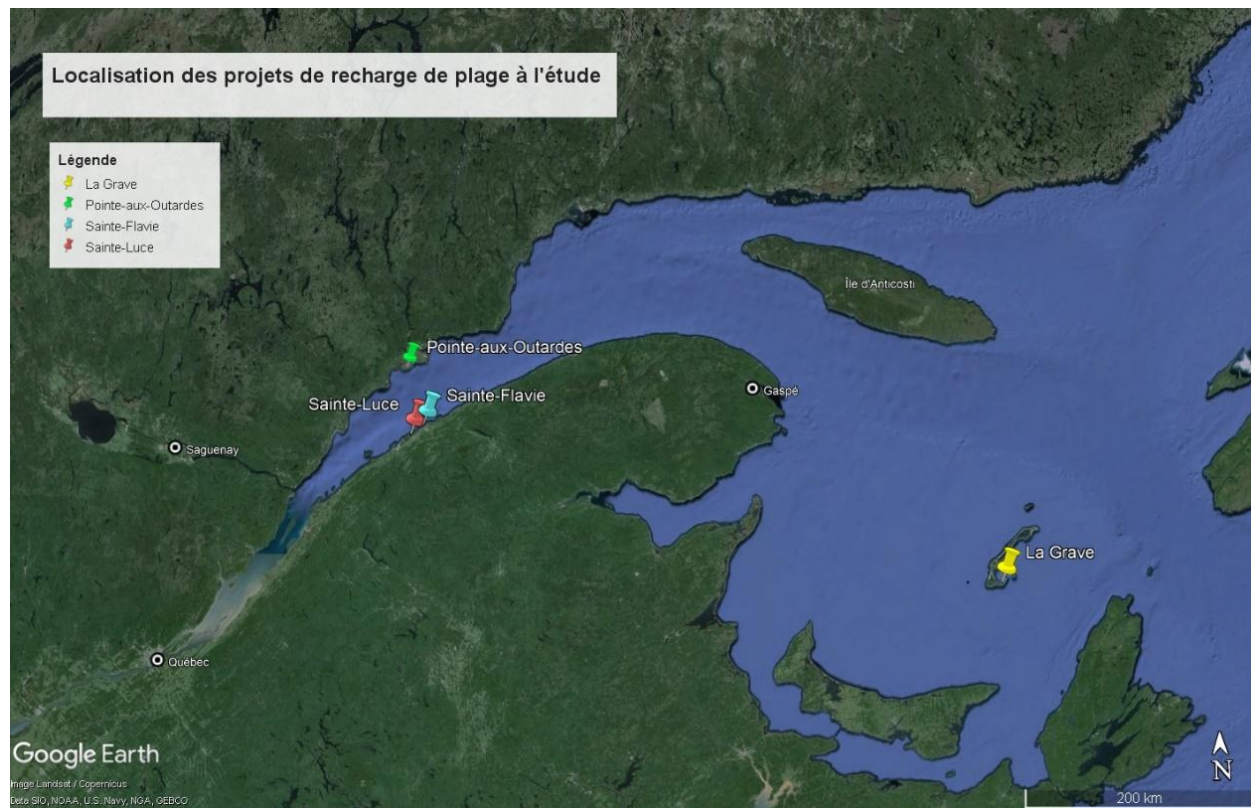 Localisation des projets de recharge de plage à l'étude
Légende
La Grave
Pointe-aux-Outardes
Sainte-Flavie
Sainte-Luce
Île d'Anticosti
Pointe-aux-Outardes
Sainte-Luce
Sainte-Flavie
Gaspé
Saguenay
La Grave
Québec
Google Earth
Image Landsat / Copernicus
Data SIO, NOAA, U.S. Navy, NGA, GEBCO
N
200 km